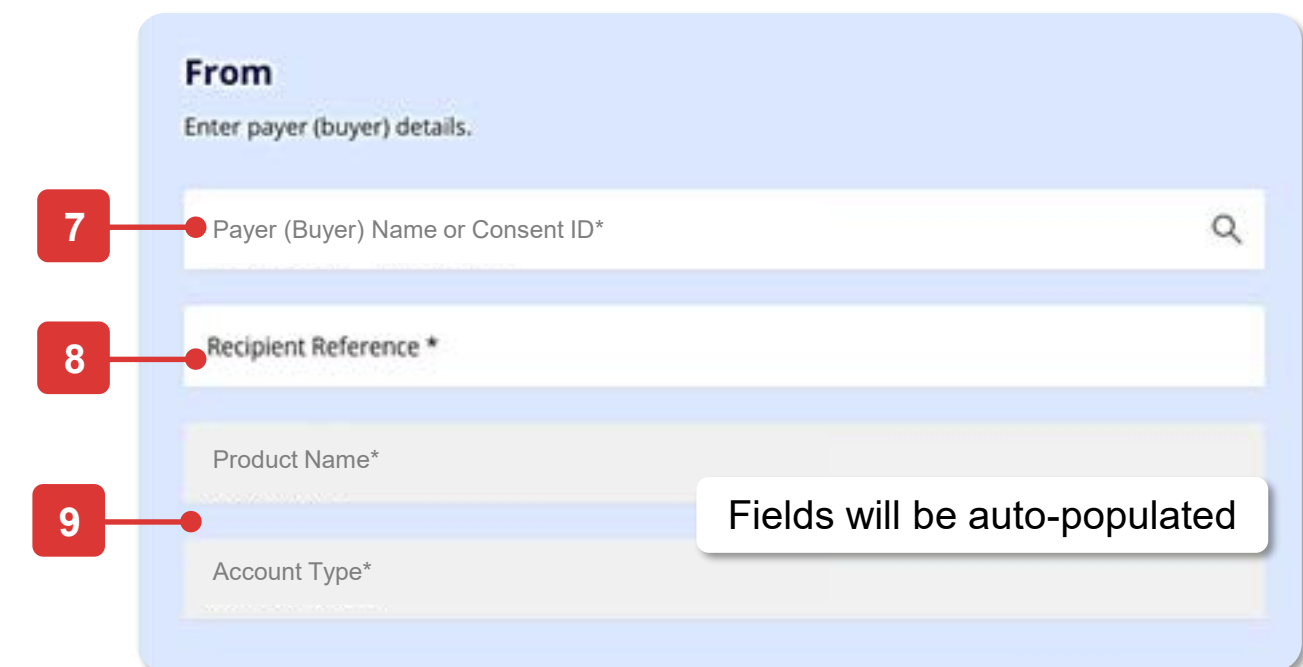 From
Enter payer (buyer) details.
7
Payer (Buyer) Name or Consent ID*
8
Recipient Reference *
Product Name*
9
Fields will be auto-populated
Account Type*